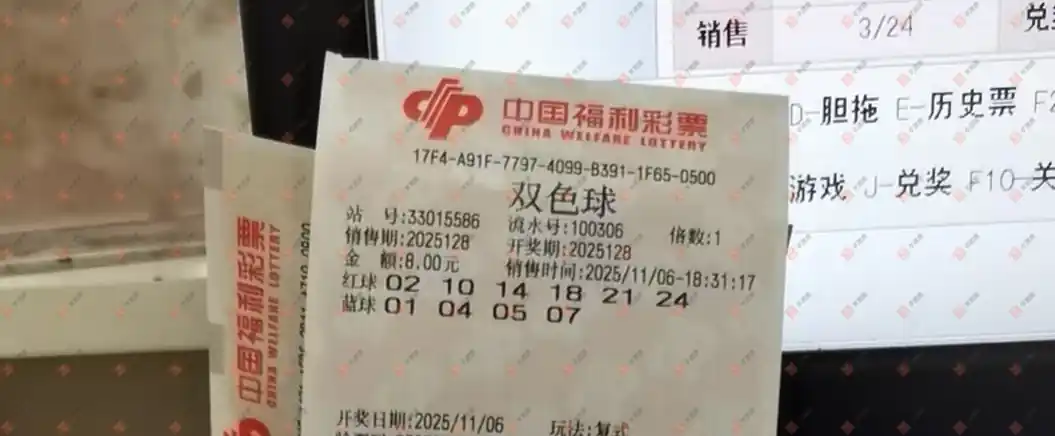 销售 3/24
D-胆拖 E-历史票
游戏 J-兑奖 F10-关
中国福利彩票
CHINA WELFARE LOTTERY
17F4-A91F-7797-4099-B391-1F65-0500
双色球
站 号:33015586 流水号:100306 倍数:1
销售期:2025128 开奖期:2025128
金 额:8.00元 销售时间:2025/11/06-18:31:17
红球 02 10 14 18 21 24
蓝球 01 04 05 07
开奖日期:2025/11/06 玩法:复式
中国福利彩票
CHINA WELFARE LOTTERY